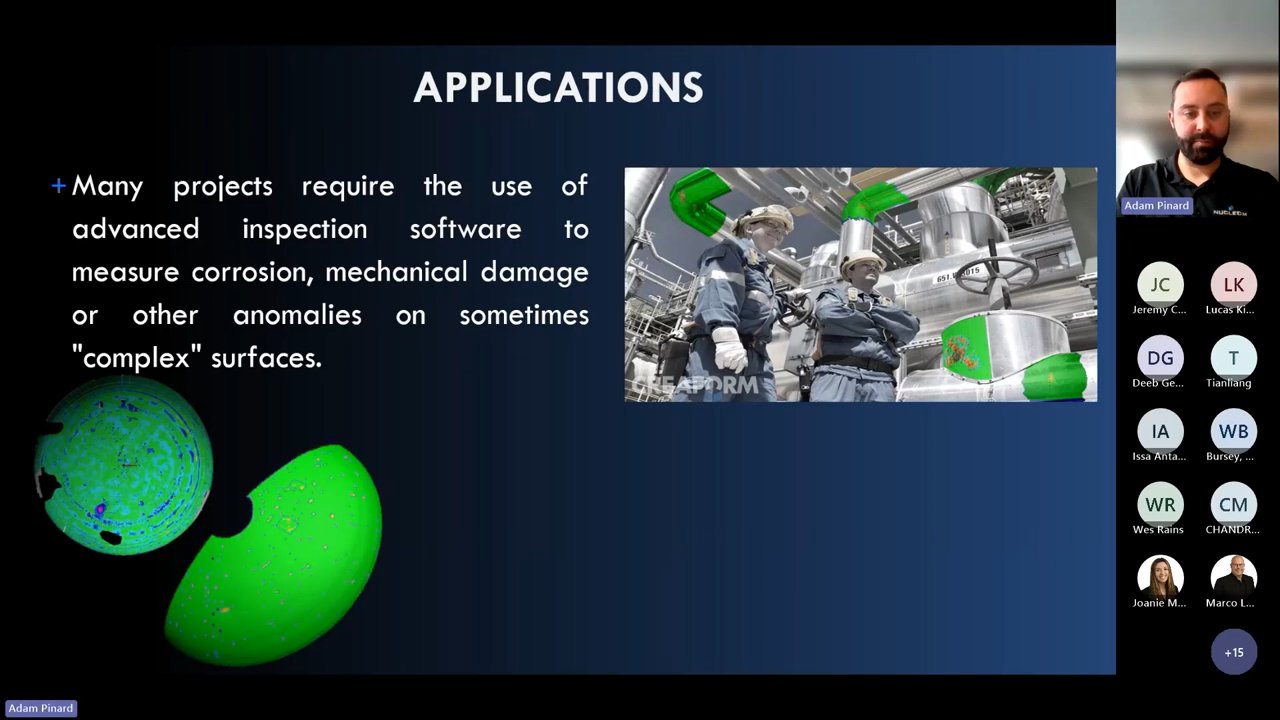 APPLICATIONS
+ Many projects require the use of
advanced inspection software to
measure corrosion, mechanical damage
or other anomalies on sometimes
"complex" surfaces.
CREAFORM
Adam Pinard
NUCLEOM
JC
LK
Jeremy C...
Lucas Ki...
DG
T
Deeb Ge...
Tianliang
IA
WB
Issa Anta...
Bursey, ...
WR
CM
Wes Rains
CHANDR...
Joanie M...
Marco L...
+15
Adam Pinard